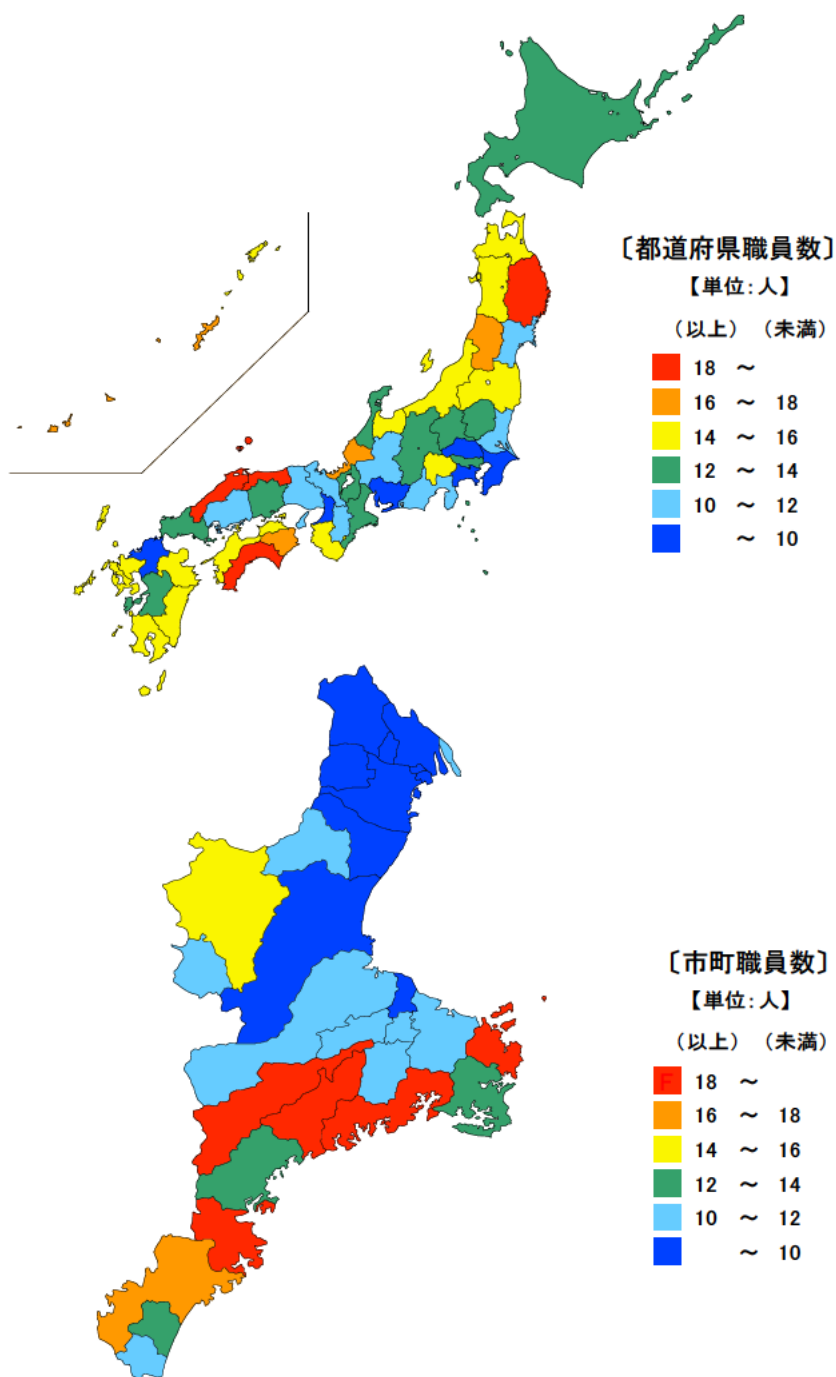 〔都道府県職員数〕
【単位:人】
(以上) (未満)
18 ~
16 ~ 18
14 ~ 16
12 ~ 14
10 ~ 12
~ 10
〔市町職員数〕
【単位:人】
(以上) (未満)
F 18 ~
16 ~ 18
14 ~ 16
12 ~ 14
10 ~ 12
~ 10